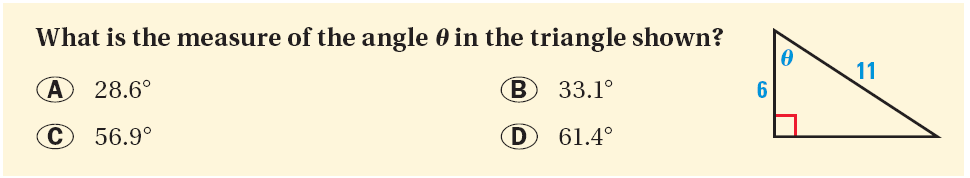 What is the measure of the angle θ in the triangle shown?
A 28.6°
B 33.1°
C 56.9°
D 61.4°
θ
11
6